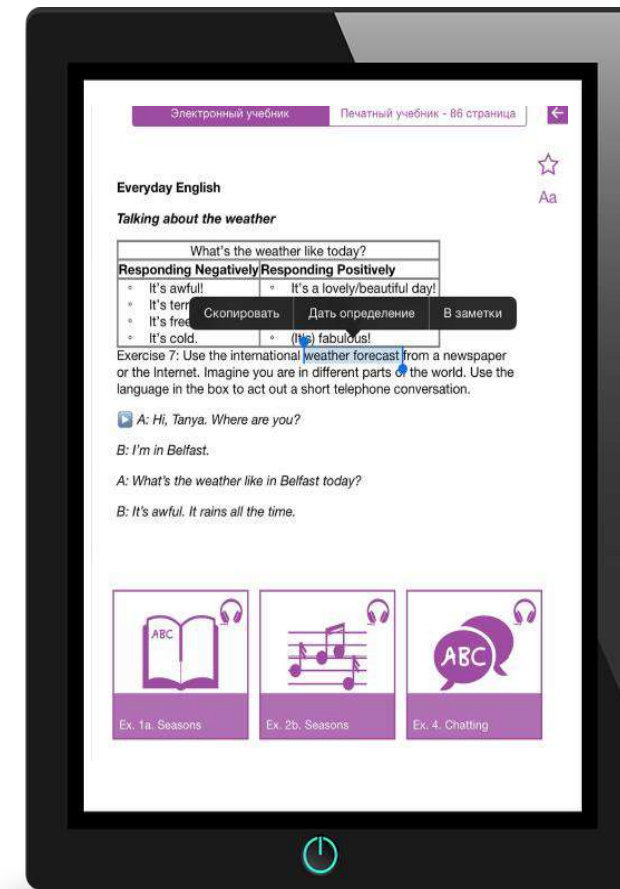 Электронный учебник
Печатный учебник - 86 страница
Aa
Everyday English
Talking about the weather
What's the weather like today?
Responding Negatively Responding Positively
◦ It's awful! ◦ It's a lovely/beautiful day!
◦ It's
◦ It's
Скопировать Дать определение В заметки
◦ It's cold. ◦ (It's) fabulous!
Exercise 7: Use the international weather forecast from a newspaper
or the Internet. Imagine you are in different parts of the world. Use the
language in the box to act out a short telephone conversation.
A: Hi, Tanya. Where are you?
B: I'm in Belfast.
A: What's the weather like in Belfast today?
B: It's awful. It rains all the time.
ABC
Ex. 1a. Seasons
Ex. 2b. Seasons
ABC
Ex. 4. Chatting